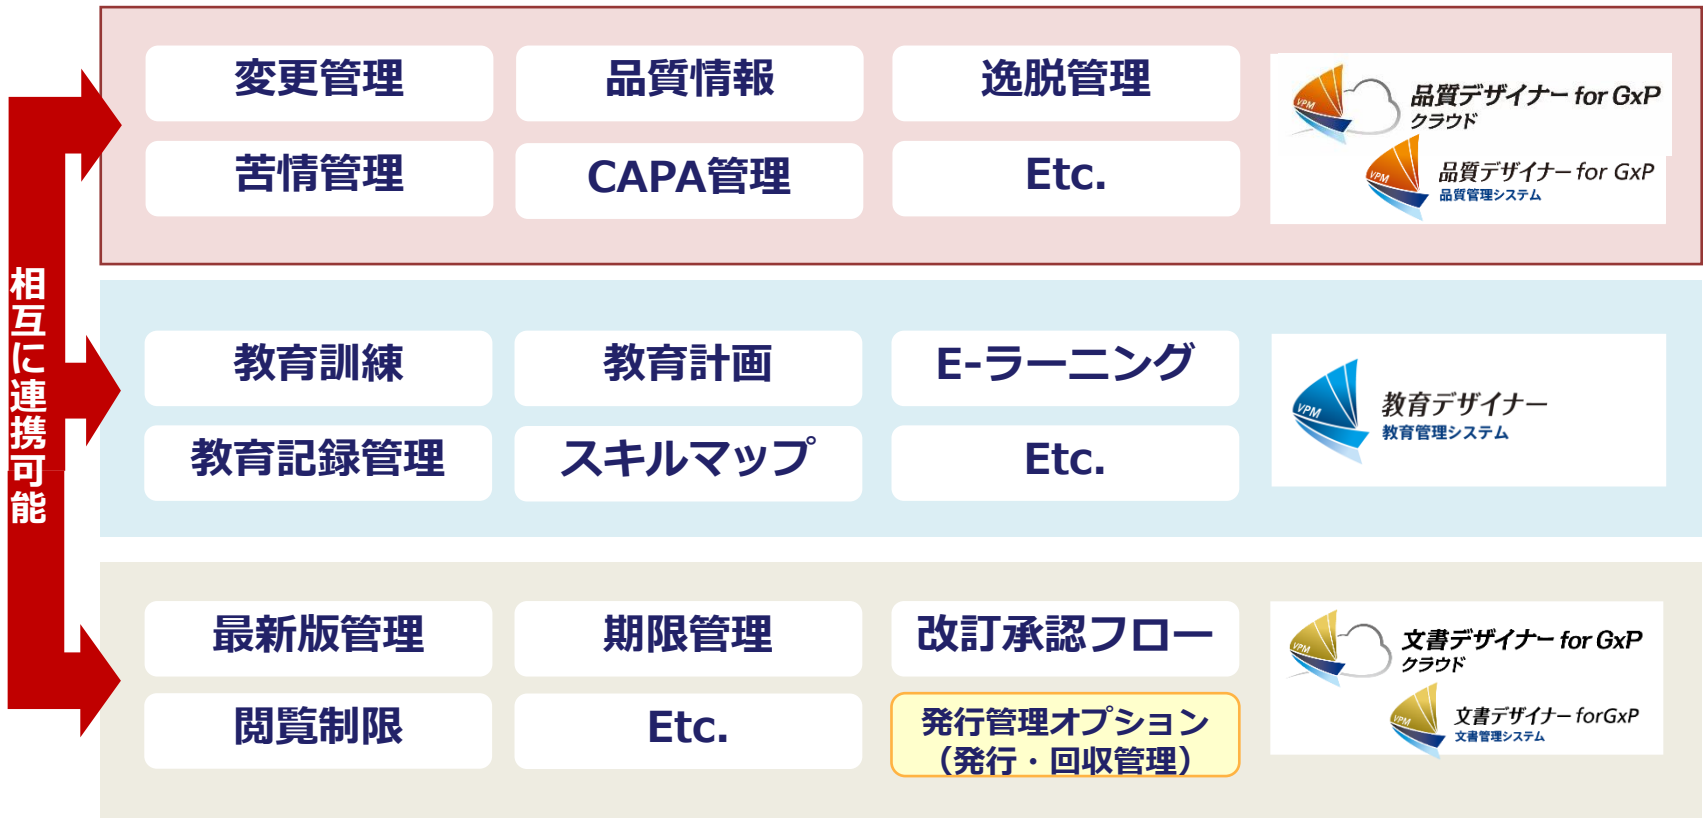 相互に連携可能
変更管理
品質情報
逸脱管理
苦情管理
CAPA管理
Etc.
VPM
品質デザイナー for GxP
クラウド
VPM
品質デザイナー for GxP
品質管理システム
教育訓練
教育計画
E-ラーニング
教育記録管理
スキルマップ
Etc.
VPM
教育デザイナー
教育管理システム
最新版管理
期限管理
改訂承認フロー
閲覧制限
Etc.
発行管理オプション
（発行・回収管理）
VPM
文書デザイナー for GxP
クラウド
VPM
文書デザイナー forGxP
文書管理システム